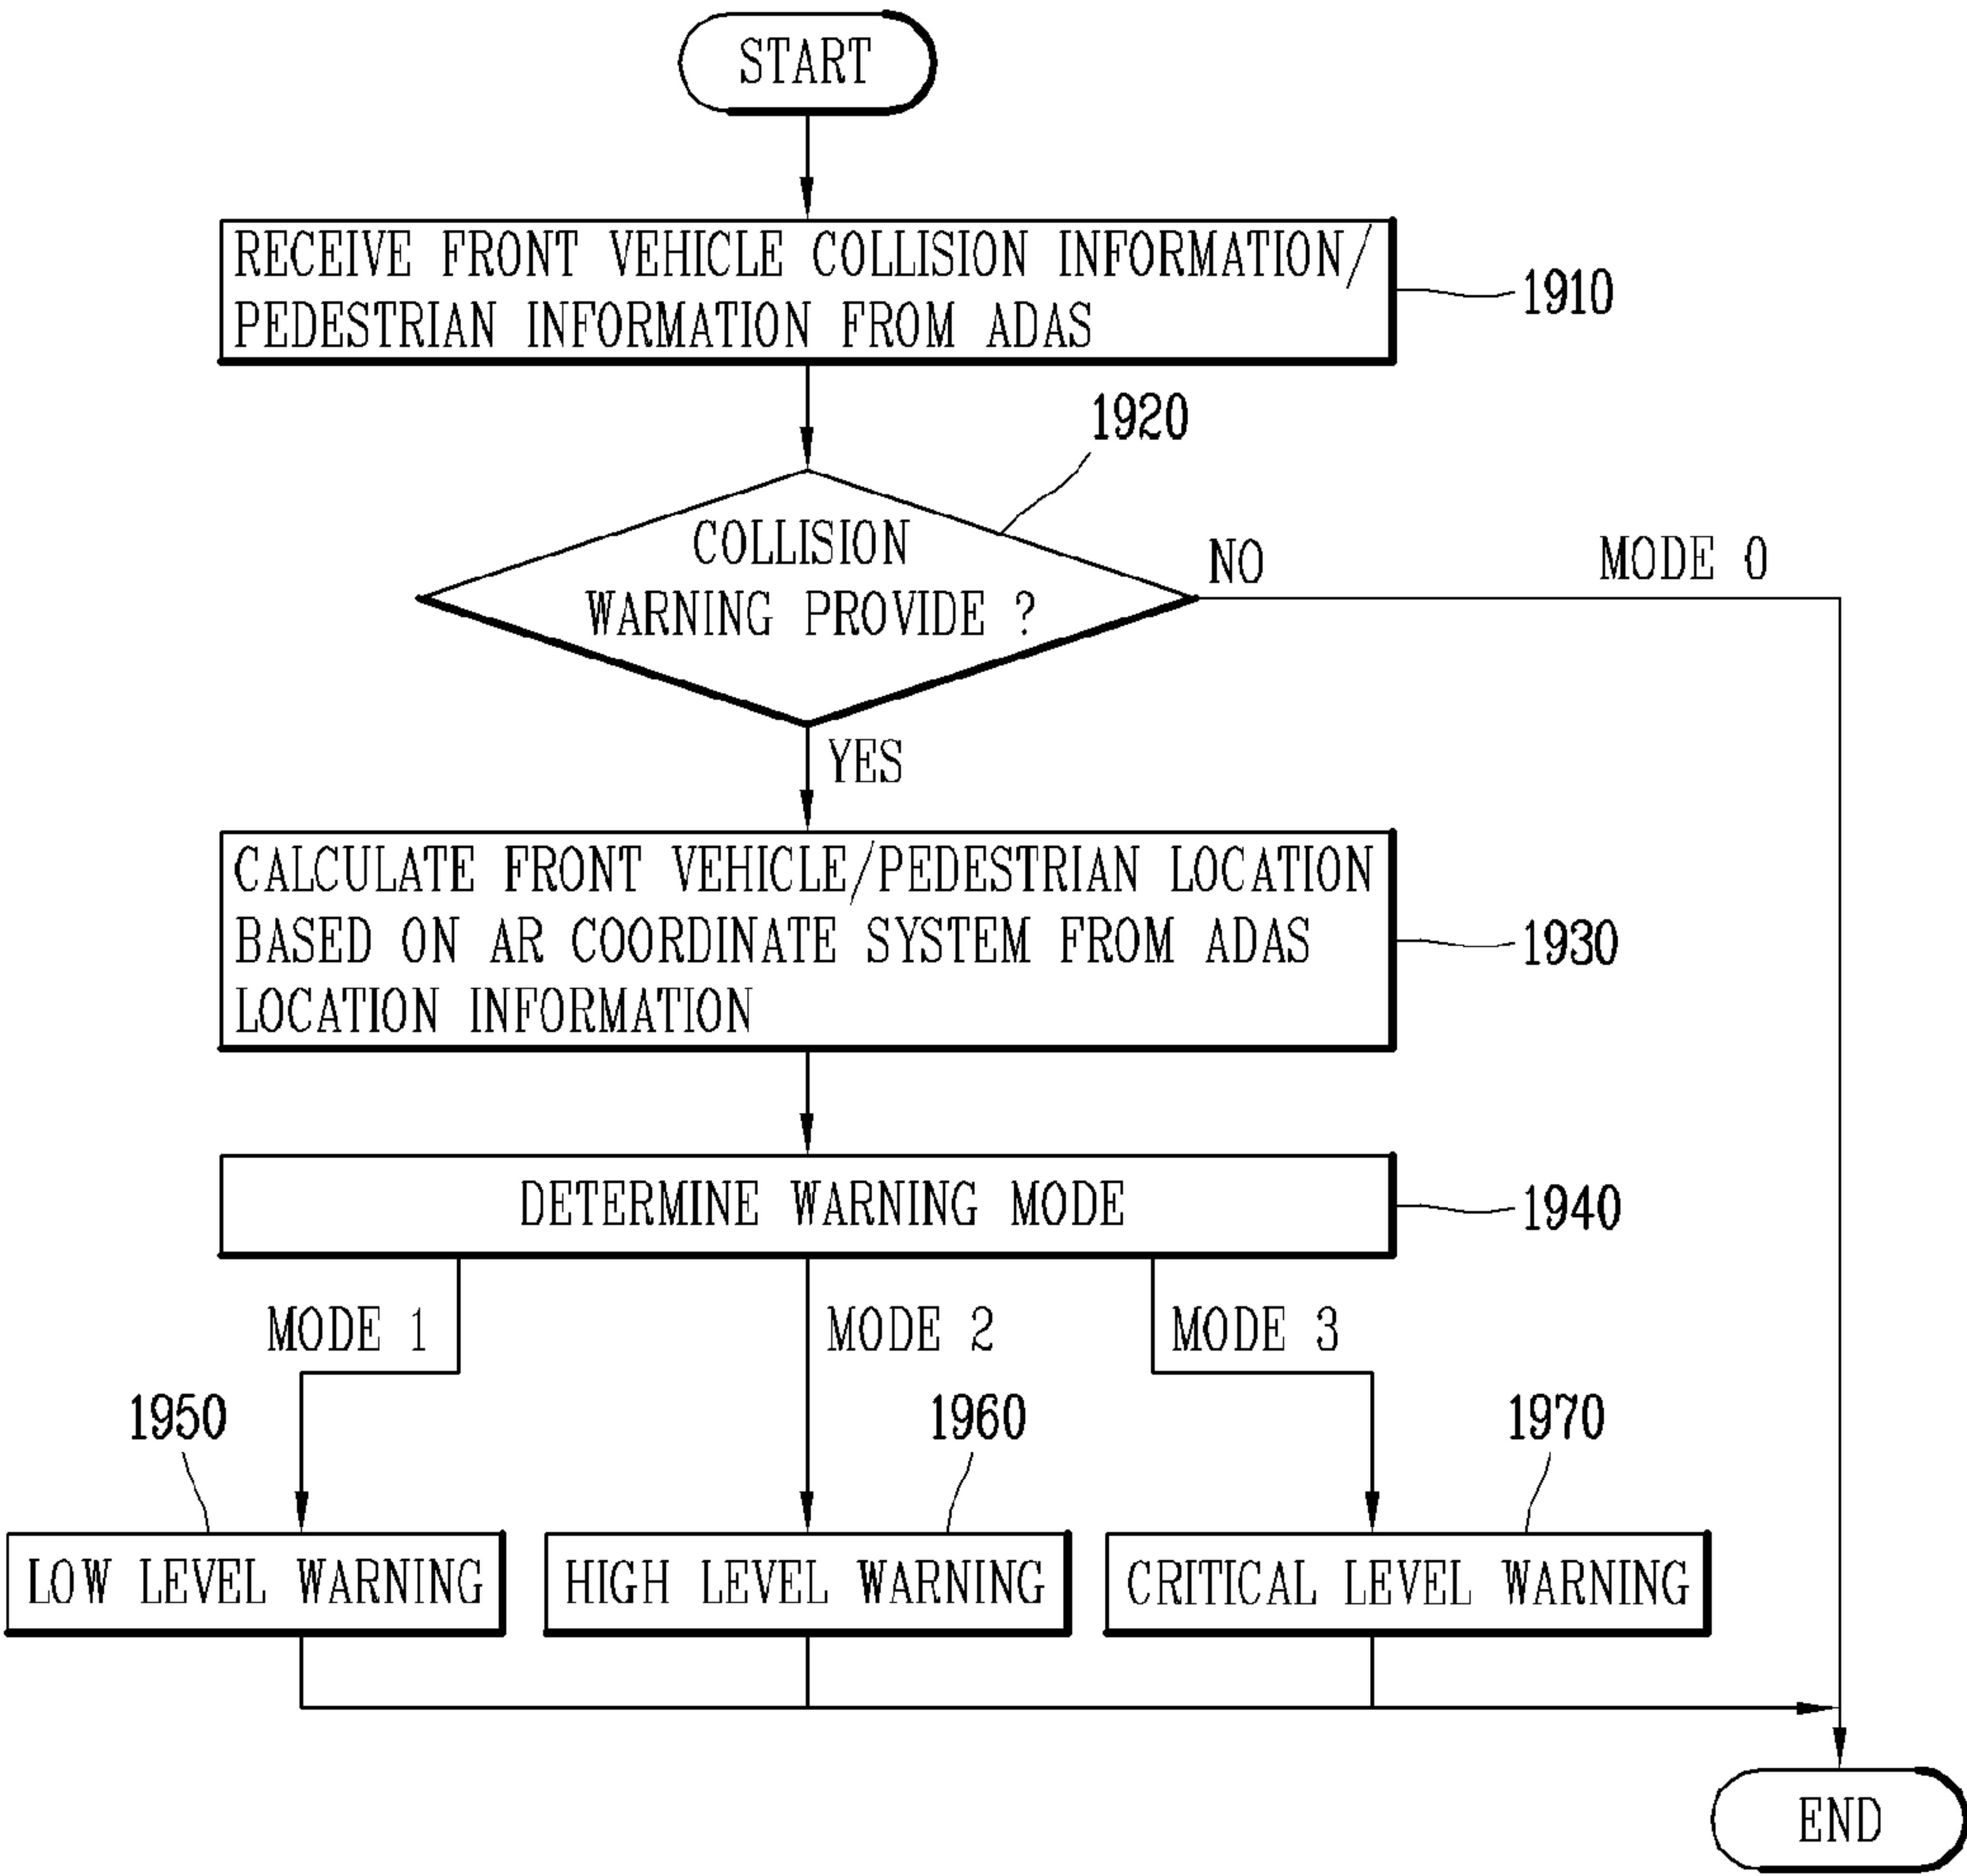 START
RECEIVE FRONT VEHICLE COLLISION INFORMATION/
PEDESTRIAN INFORMATION FROM ADAS
1910
1920
COLLISION
WARNING PROVIDE ?
NO
MODE 0
YES
CALCULATE FRONT VEHICLE/PEDESTRIAN LOCATION
BASED ON AR COORDINATE SYSTEM FROM ADAS
LOCATION INFORMATION
1930
DETERMINE WARNING MODE
1940
MODE 1
MODE 2
MODE 3
1950
1960
1970
LOW LEVEL WARNING
HIGH LEVEL WARNING
CRITICAL LEVEL WARNING
END